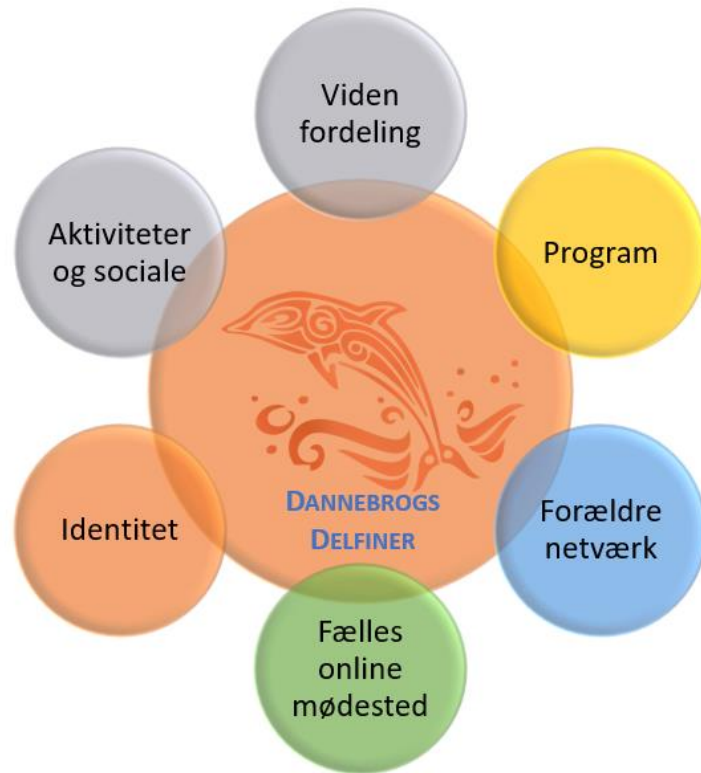 Viden
fordeling
Program
Forældre
netværk
Fælles
online
mødested
Identitet
Aktiviteter
og sociale
DANNEBROGS
DELFINER